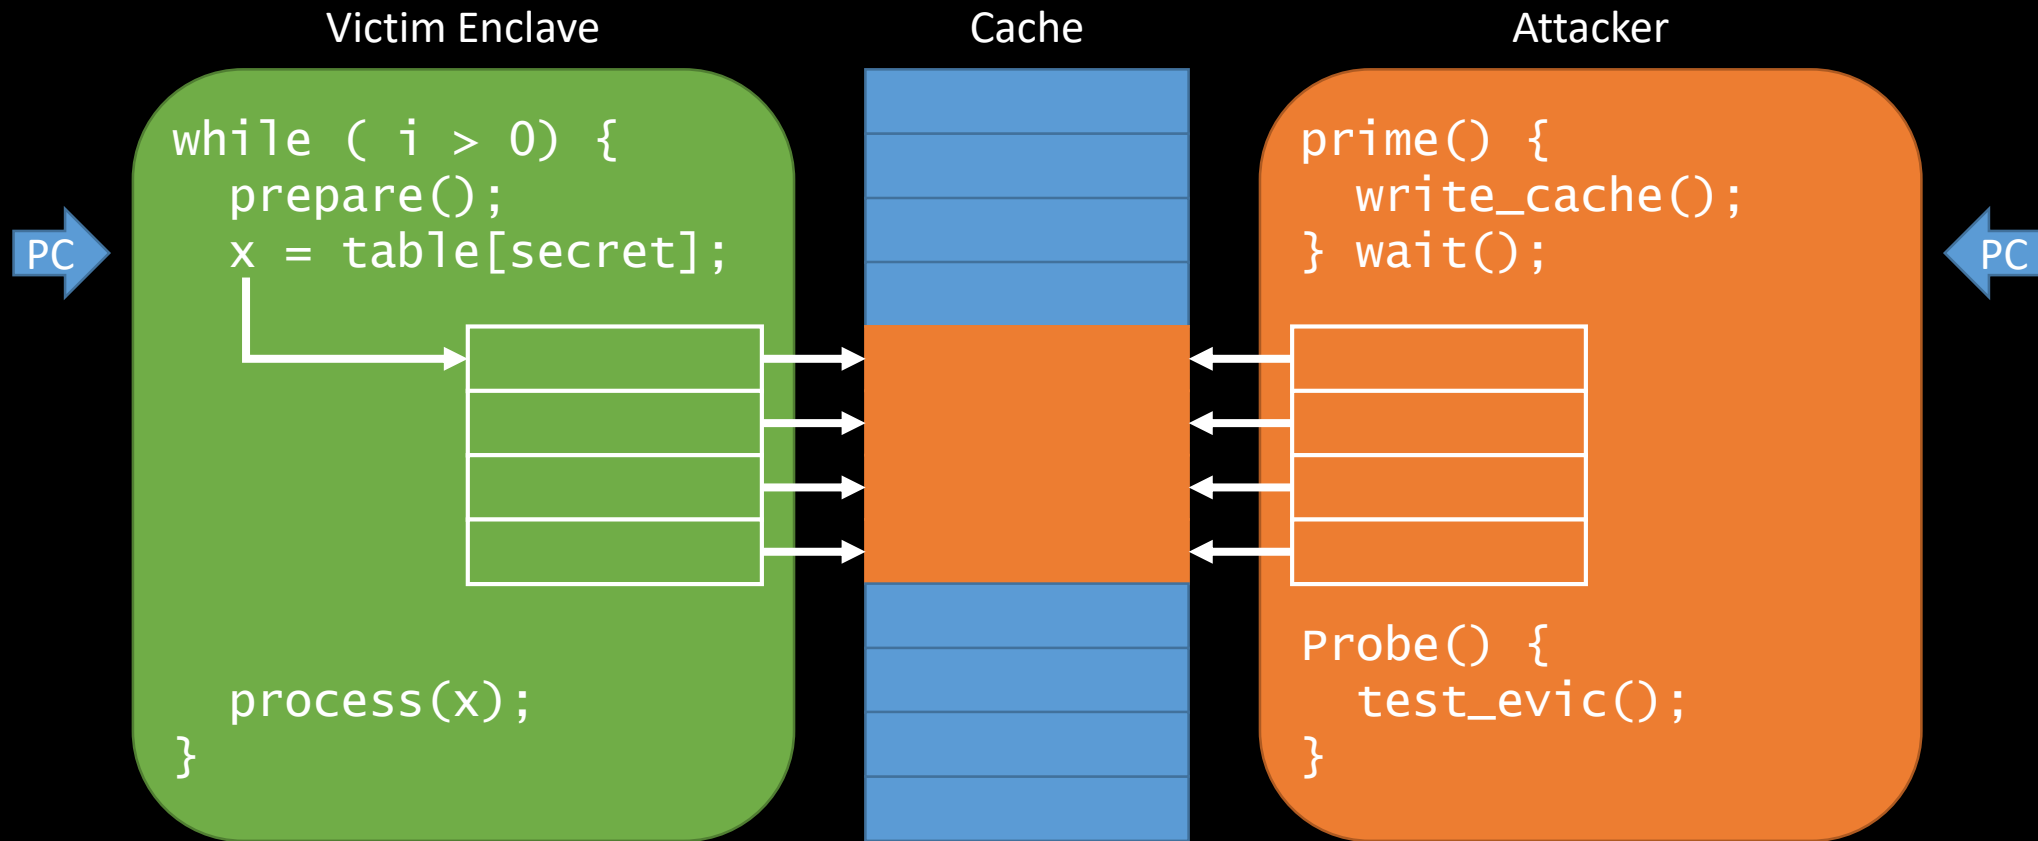 Victim Enclave
Cache
Attacker
while ( i > 0) {
prepare();
x = table[secret];
process(x);
}
PC
prime() {
write_cache();
} wait();
Probe() {
test_evic();
}
PC